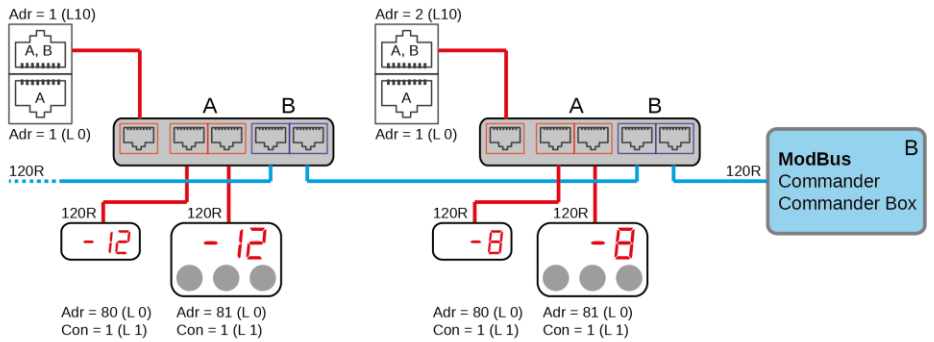 Adr = 1 (L10)
A, B
A
Adr = 1 (L 0)
A
B
120R
120R
-12
120R
-12
Adr = 80 (L 0)
Con = 1 (L 1)
Adr = 81 (L 0)
Con = 1 (L 1)
Adr = 2 (L10)
A, B
A
Adr = 1 (L 0)
A
B
120R
-8
120R
-8
Adr = 80 (L 0)
Con = 1 (L 1)
Adr = 81 (L 0)
Con = 1 (L 1)
120R
B
ModBus
Commander
Commander Box